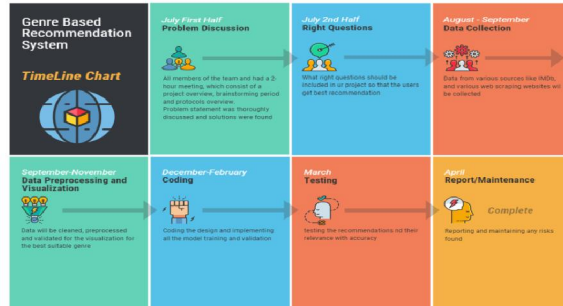 Genre Based
Recommendation
System
TimeLine Chart
July First Half
Problem Discussion
All members of the team and had a 2-
hour meeting, which consist of a
project overview, brainstorming period
and protocols overview.
Problem statement was thoroughly
discussed and solutions were found
July 2nd Half
Right Questions
What right questions should be
included in ur project so that the users
get best recommendation
August - September
Data Collection
Data from various sources like IMDb,
and various web scraping websites will
be collected
September-November
Data Preprocessing and
Visualization
Data will be cleaned, preprocessed
and validated for the visualization for
the best suitable genre
December-February
Coding
Coding the design and implementing
all the model training and validation
March
Testing
Testing the recommendations nd their
relevance with accuracy
April
Report/Maintenance
Complete
Reporting and maintaining any risks
found